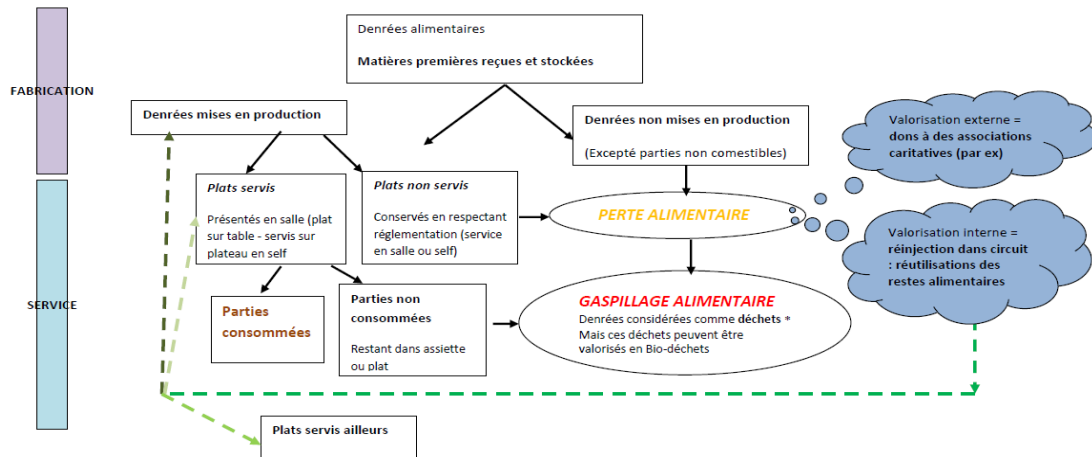 Denrées alimentaires
Matières premières reçues et stockées
FABRICATION
Denrées mises en production
Denrées non mises en production
(Excepté parties non comestibles)
Valorisation externe =
dons à des associations
caritatives (par ex)
Plats servis
Présentés en salle (plat
sur table - servis sur
plateau en self
Plats non servis
Conservés en respectant
réglementation (service
en salle ou self)
PERTE ALIMENTAIRE
Valorisation interne =
réinjection dans circuit
: réutilisations des
restes alimentaires
SERVICE
Parties
consommées
Parties non
consommées
Restant dans assiette
ou plat
GASPILLAGE ALIMENTAIRE
Denrées considérées comme déchets *
Mais ces déchets peuvent être
valorisés en Bio-déchets
Plats servis ailleurs